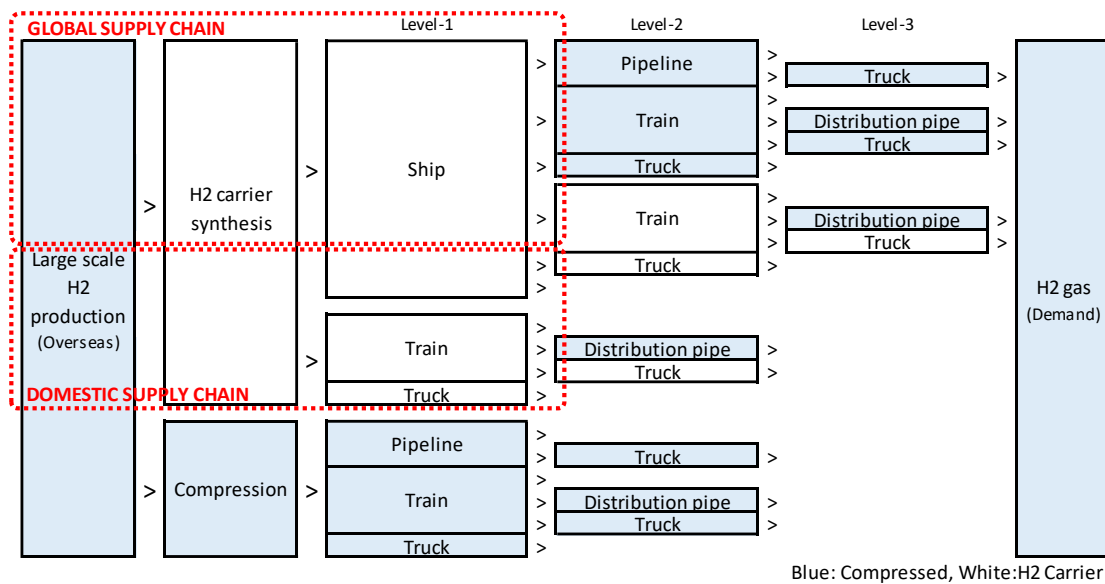 GLOBAL SUPPLY CHAIN
Level-1
Level-2
Level-3
Large scale
H2
production
(Overseas)
>
H2 carrier
synthesis
>
Ship
>
>
>
>
>
>
Pipeline
Train
Truck
Train
Truck
>
>
>
>
>
>
>
>
>
>
>
Truck
Distribution pipe
Truck
Distribution pipe
Truck
>
>
>
>
>
H2 gas
(Demand)
>
Train
Truck
>
>
>
>
Distribution pipe
Truck
>
>
DOMESTIC SUPPLY CHAIN
>
Compression
>
Pipeline
Train
Truck
>
>
>
>
>
>
Truck
Distribution pipe
Truck
>
>
>
Blue: Compressed, White:H2 Carrier